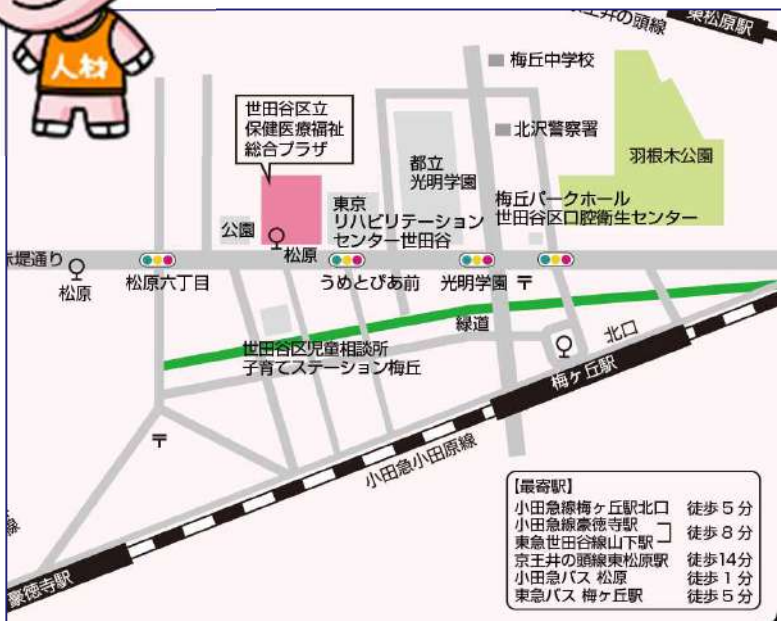 人材
京王井の頭線
東松原駅
梅丘中学校
世田谷区立
保健医療福祉
総合プラザ
北沢警察署
都立
光明学園
羽根木公園
東京
リハビリテーション
センター世田谷
梅丘パークホール
世田谷区口腔衛生センター
公園
松原
赤堤通り
松原
松原六丁目
うめとぴあ前
光明学園
〒
緑道
世田谷区児童相談所
子育てステーション梅丘
北口
梅ヶ丘駅
〒
小田急小田原線
線
豪徳寺駅
【最寄駅】
小田急線梅ヶ丘駅北口 徒歩5分
小田急線豪徳寺駅
東急世田谷線山下駅 徒歩8分
京王井の頭線東松原駅 徒歩14分
小田急バス 松原 徒歩1分
東急バス 梅ヶ丘駅 徒歩5分